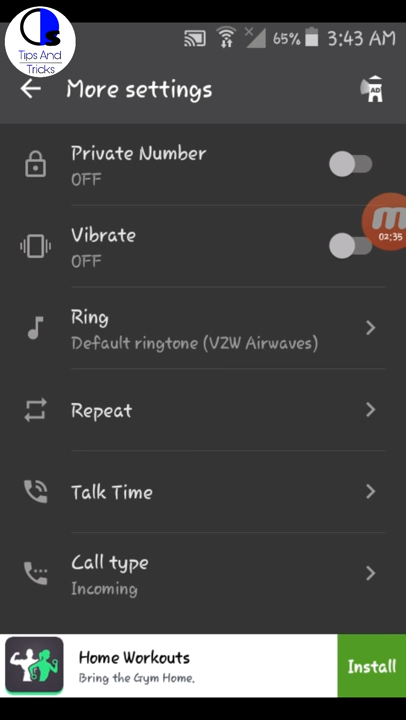 Tips And
Tricks
65% 3:43 AM
More settings
AD
Private Number
OFF
02:35
Vibrate
OFF
Ring
Default ringtone (VZW Airwaves)
Repeat
Talk Time
Call type
Incoming
Home Workouts
Bring the Gym Home.
Install